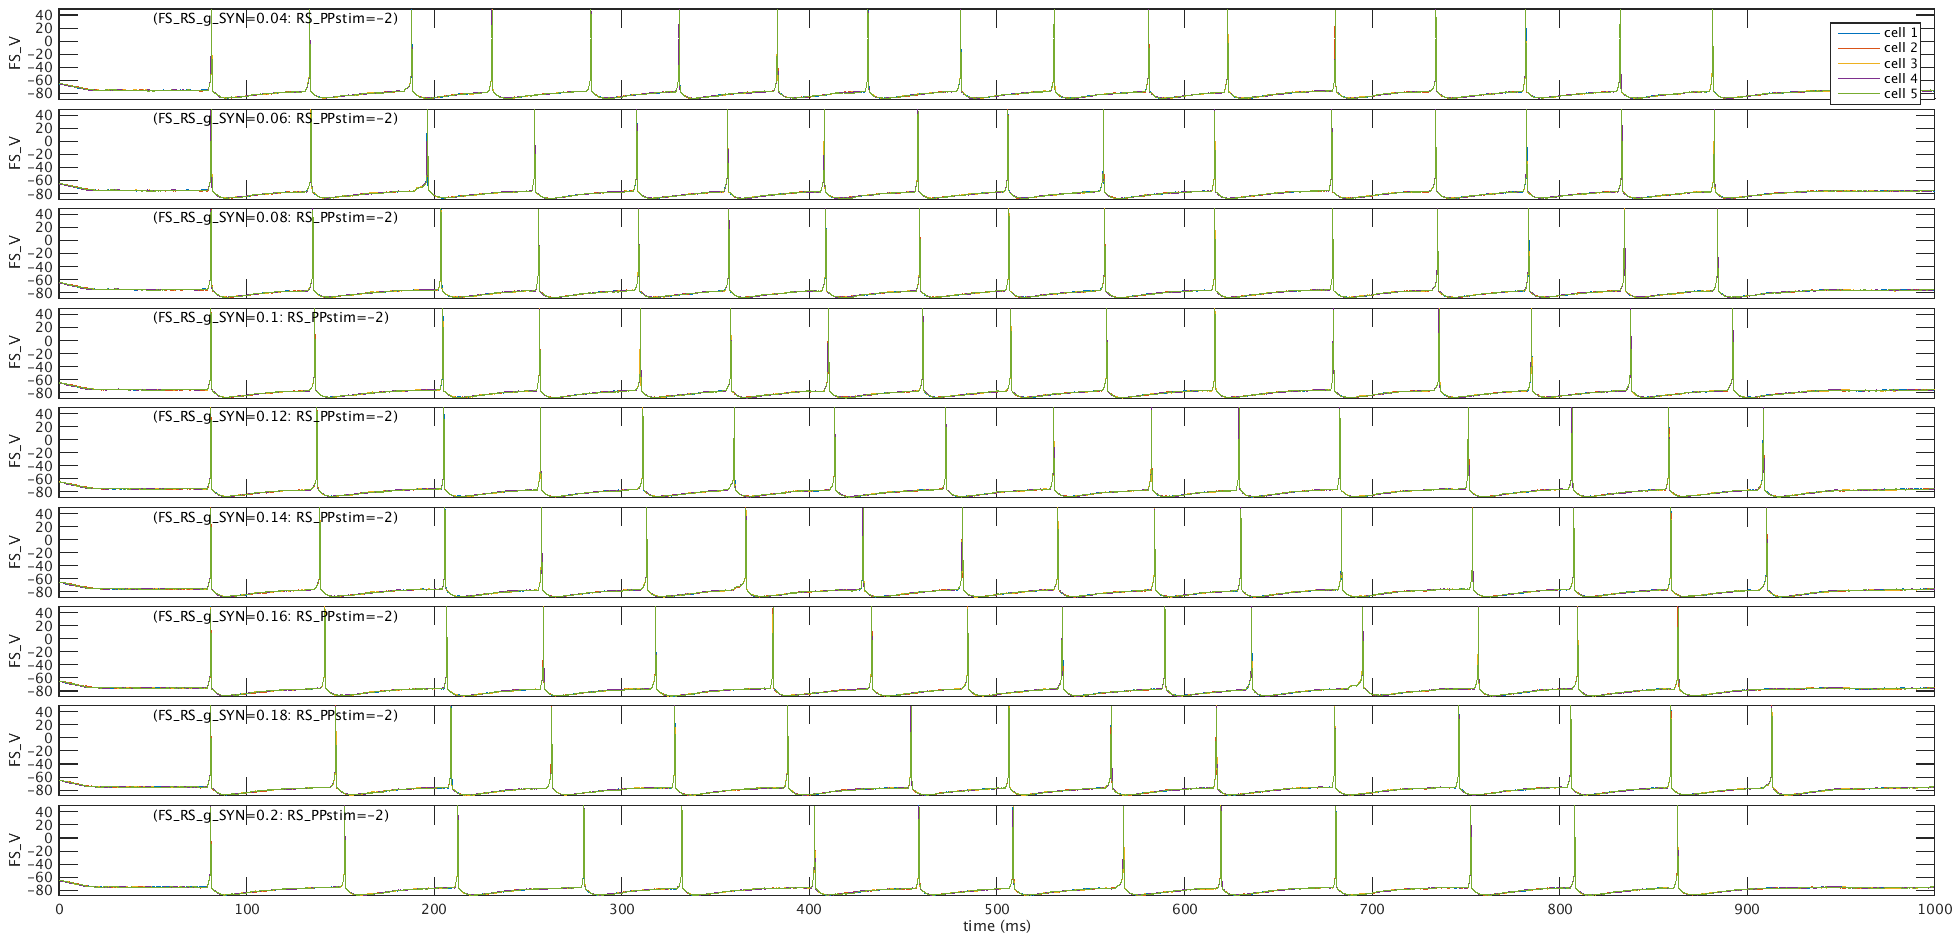 (FS_RS_g_SYN=0.04: RS_PPstim=-2)
FS_V
40
20
0
-20
-40
-60
-80
cell 1
cell 2
cell 3
cell 4
cell 5
(FS_RS_g_SYN=0.06: RS_PPstim=-2)
FS_V
40
20
0
-20
-40
-60
-80
(FS_RS_g_SYN=0.08: RS_PPstim=-2)
FS_V
40
20
0
-20
-40
-60
-80
(FS_RS_g_SYN=0.1: RS_PPstim=-2)
FS_V
40
20
0
-20
-40
-60
-80
(FS_RS_g_SYN=0.12: RS_PPstim=-2)
FS_V
40
20
0
-20
-40
-60
-80
(FS_RS_g_SYN=0.14: RS_PPstim=-2)
FS_V
40
20
0
-20
-40
-60
-80
(FS_RS_g_SYN=0.16: RS_PPstim=-2)
FS_V
40
20
0
-20
-40
-60
-80
(FS_RS_g_SYN=0.18: RS_PPstim=-2)
FS_V
40
20
0
-20
-40
-60
-80
(FS_RS_g_SYN=0.2: RS_PPstim=-2)
FS_V
40
20
0
-20
-40
-60
-80
0 100 200 300 400 500 600 700 800 900 1000
time (ms)